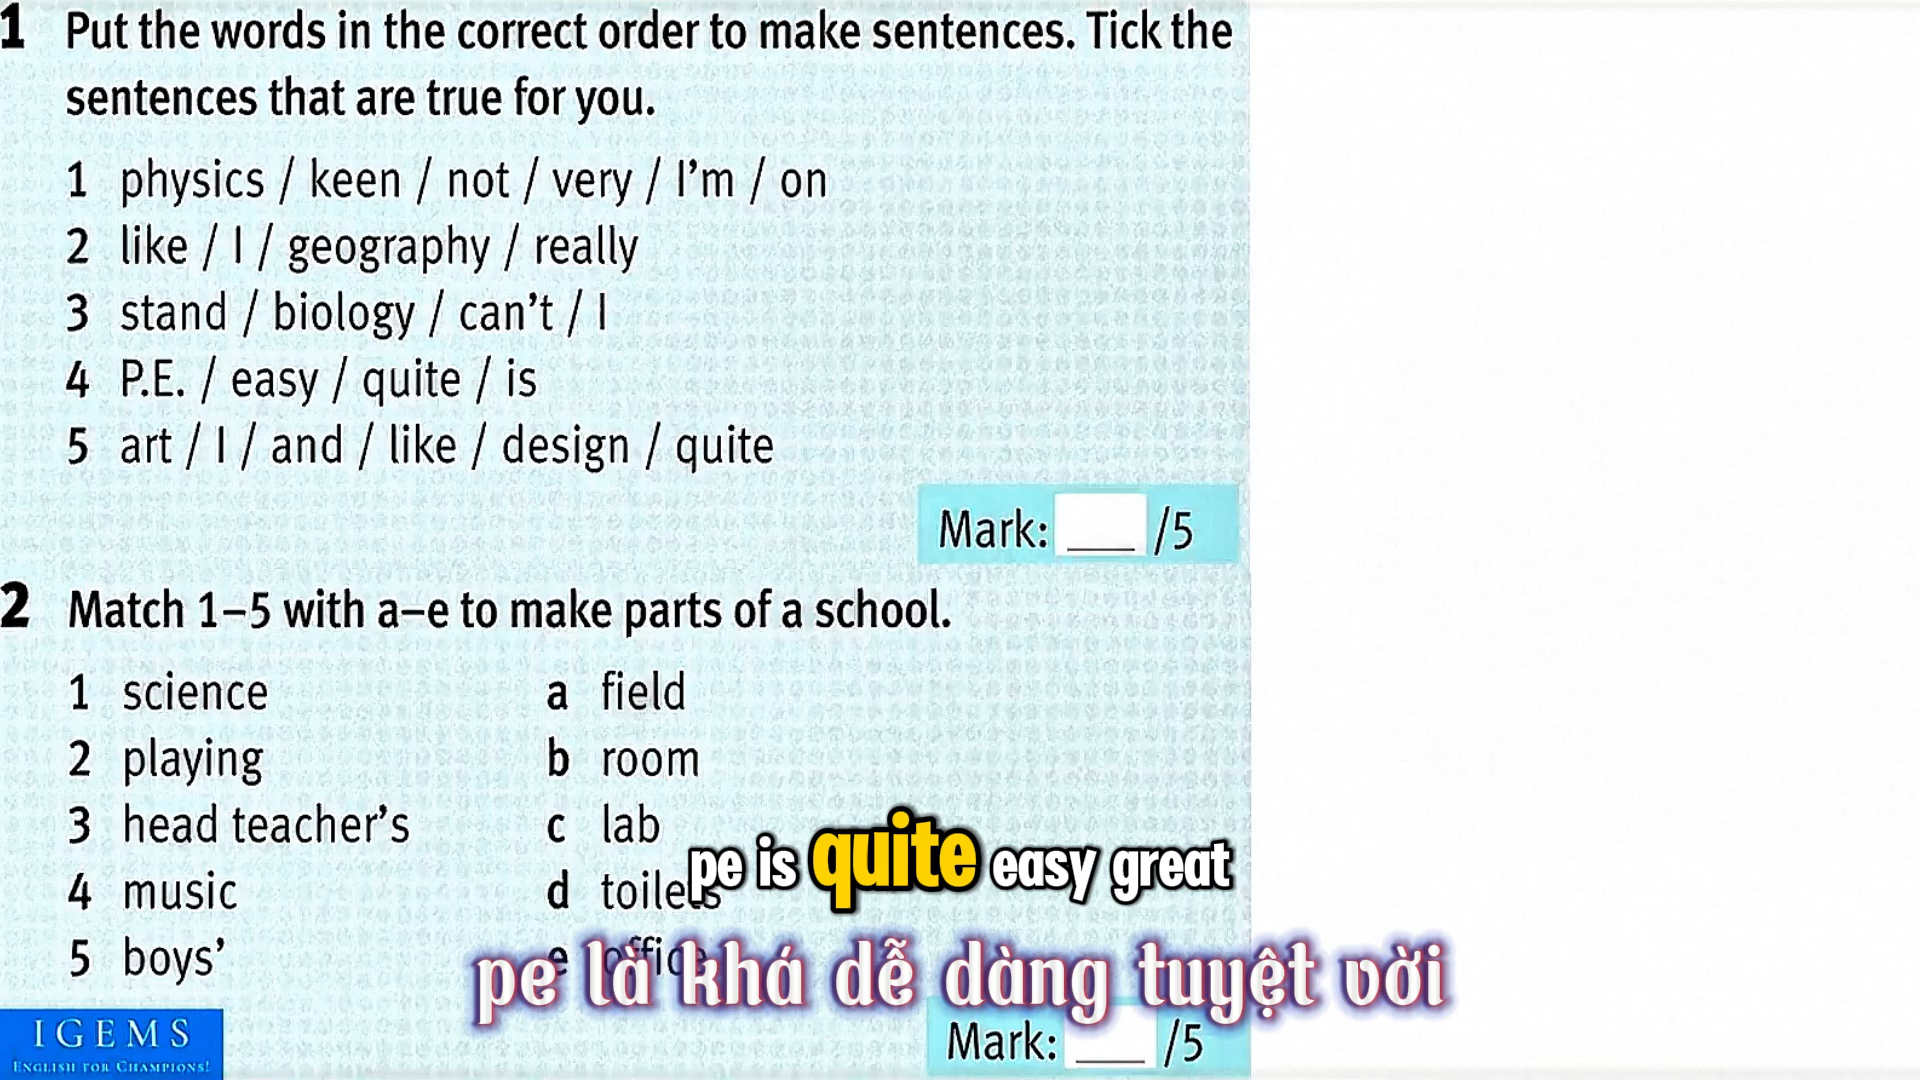 1 Put the words in the correct order to make sentences. Tick the
sentences that are true for you.
1 physics / keen / not / very / I'm / on
2 like / I / geography / really
3 stand / biology / can't / I
4 P.E. / easy / quite / is
5 art / I / and / like / design / quite
Mark: ___ /5
2 Match 1–5 with a–e to make parts of a school.
1 science a field
2 playing b room
3 head teacher's c lab
4 music d toilets
5 boys' e office
pe is quite easy great
pe là khá dễ dàng tuyệt vời
Mark: ___ /5
IGEMS
ENGLISH FOR CHAMPIONS!